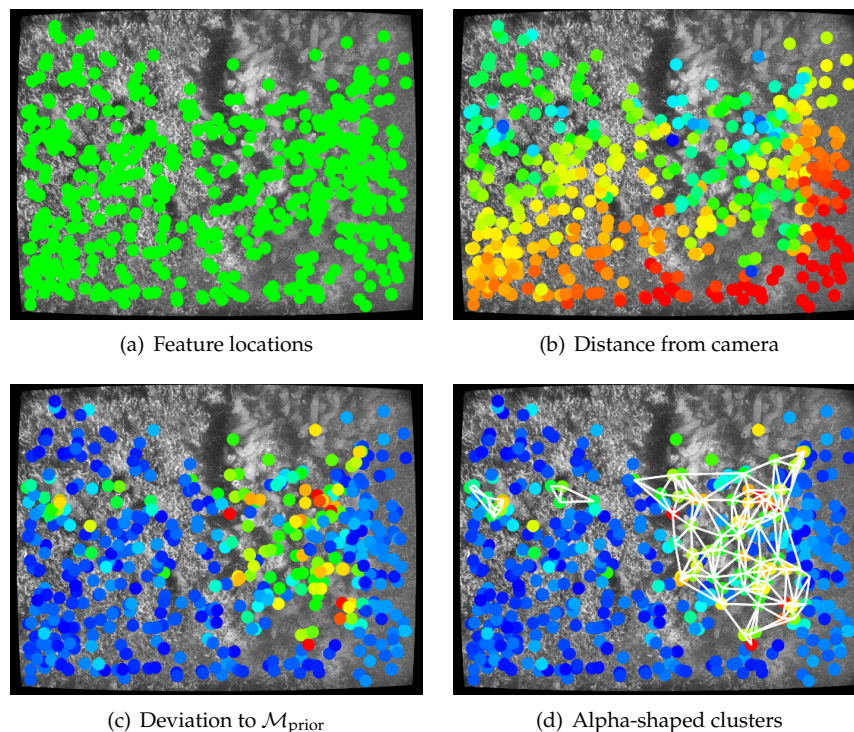 (a) Feature locations
(b) Distance from camera
(c) Deviation to ℳprior
(d) Alpha-shaped clusters